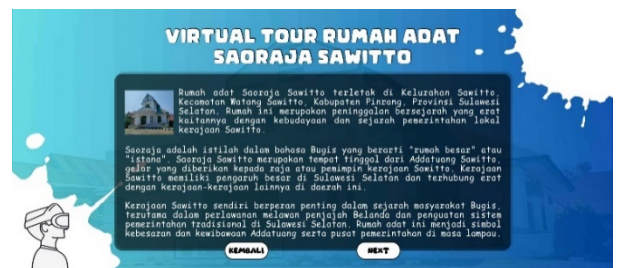 VIRTUAL TOUR RUMAH ADAT
SAORAJA SAWITTO
Rumah adat Saoraja Sawitto terletak di Kelurahan Sawitto,
Kecamatan Watang Sawitto, Kabupaten Pinrang, Provinsi Sulawesi
Selatan. Rumah ini merupakan peninggalan bersejarah yang erat
kaitannya dengan kebudayaan dan sejarah pemerintahan lokal
kerajaan Sawitto.
Saoraja adalah istilah dalam bahasa Bugis yang berarti "rumah besar" atau
"istana". Saoraja Sawitto merupakan tempat tinggal dari Addatuang Sawitto,
gelar yang diberikan kepada raja atau pemimpin kerajaan Sawitto. Kerajaan
Sawitto memiliki pengaruh besar di Sulawesi Selatan dan terhubung erat
dengan kerajaan-kerajaan lainnya di daerah ini.
Kerajaan Sawitto sendiri berperan penting dalam sejarah masyarakat Bugis,
terutama dalam perlawanan melawan penjajah Belanda dan penguatan sistem
pemerintahan tradisional di Sulawesi Selatan. Rumah adat ini menjadi simbol
kebesaran dan kewibawaan Addatuang serta pusat pemerintahan di masa lampau.
KEMBALI
NEXT